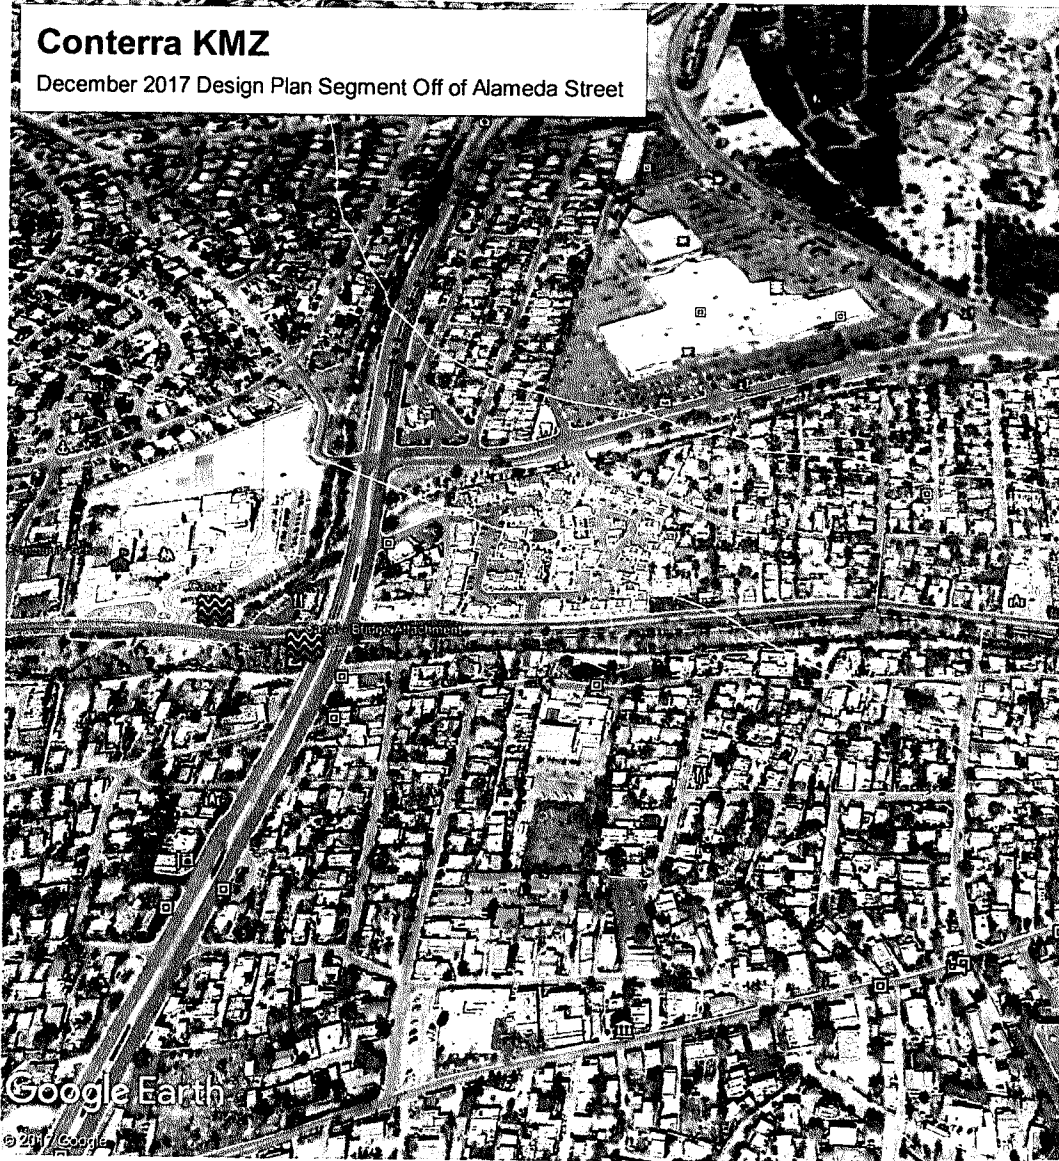 Conterra KMZ
December 2017 Design Plan Segment Off of Alameda Street
Google Earth
© 2017 Google